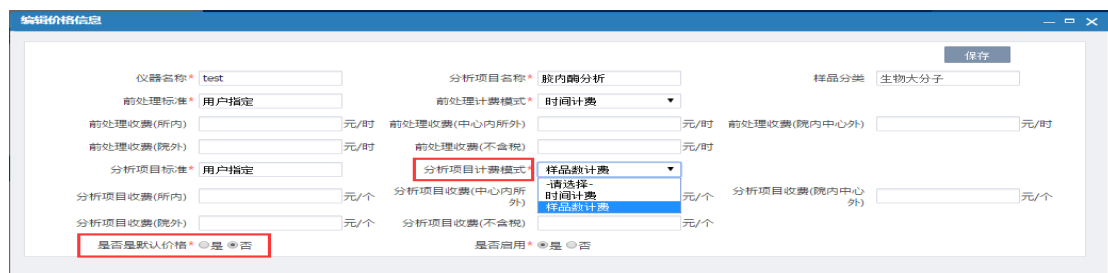 编辑价格信息
保存
仪器名称* test 分析项目名称* 胶内酶分析 样品分类 生物大分子
前处理标准* 用户指定 前处理计费模式* 时间计费
前处理收费(所内) 元/时 前处理收费(中心内所外) 元/时 前处理收费(院内中心外) 元/时
前处理收费(院外) 元/时 前处理收费(不含税) 元/时
分析项目标准* 用户指定 分析项目计费模式* 样品数计费
-请选择-
时间计费
样品数计费
分析项目收费(所内) 元/个 分析项目收费(中心内所外) 元/个 分析项目收费(院内中心外) 元/个
分析项目收费(院外) 元/个 分析项目收费(不含税) 元/个
是否是默认价格* 是 否 是否启用* 是 否